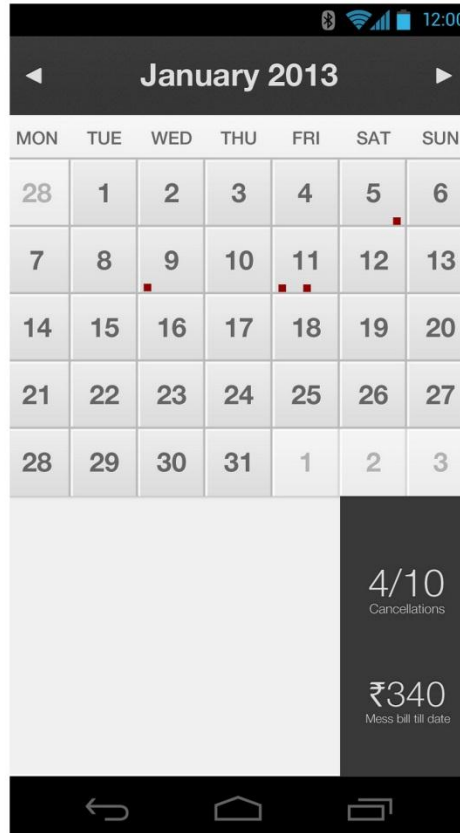 12:00
January 2013
MON TUE WED THU FRI SAT SUN
28 1 2 3 4 5 6
7 8 9 10 11 12 13
14 15 16 17 18 19 20
21 22 23 24 25 26 27
28 29 30 31 1 2 3
4/10
Cancellations
₹340
Mess bill till date